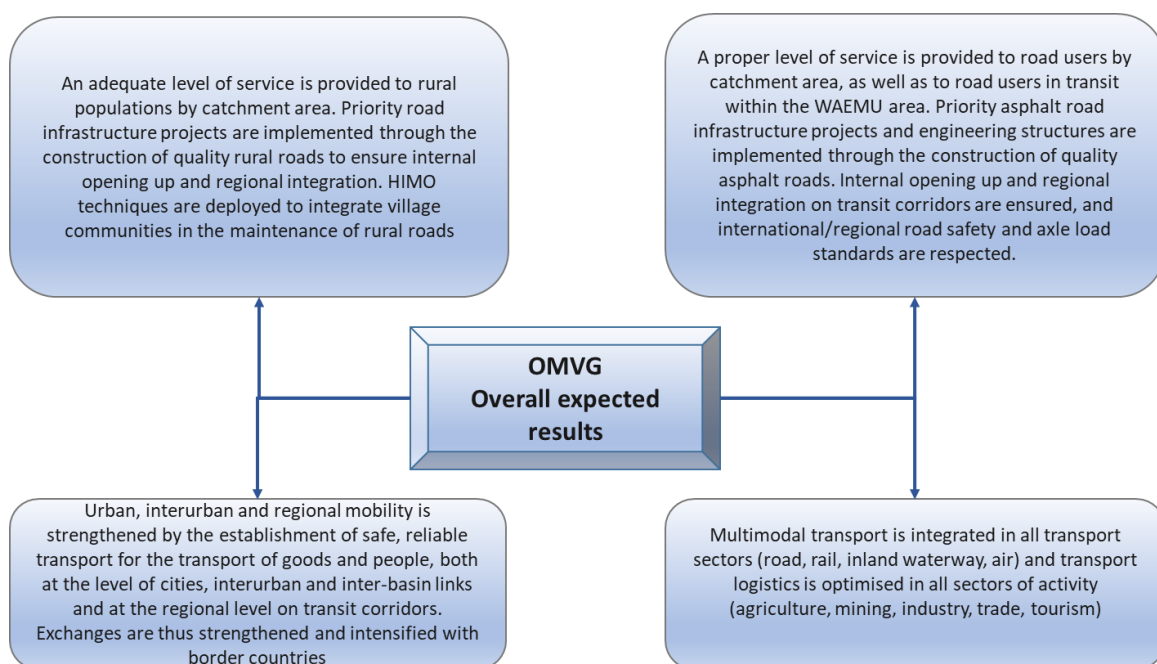 An adequate level of service is provided to rural
populations by catchment area. Priority road
infrastructure projects are implemented through the
construction of quality rural roads to ensure internal
opening up and regional integration. HIMO
techniques are deployed to integrate village
communities in the maintenance of rural roads
A proper level of service is provided to road users by
catchment area, as well as to road users in transit
within the WAEMU area. Priority asphalt road
infrastructure projects and engineering structures are
implemented through the construction of quality
asphalt roads. Internal opening up and regional
integration on transit corridors are ensured, and
international/regional road safety and axle load
standards are respected.
OMVG
Overall expected
results
Urban, interurban and regional mobility is
strengthened by the establishment of safe, reliable
transport for the transport of goods and people, both
at the level of cities, interurban and inter-basin links
and at the regional level on transit corridors.
Exchanges are thus strengthened and intensified with
border countries
Multimodal transport is integrated in all transport
sectors (road, rail, inland waterway, air) and transport
logistics is optimised in all sectors of activity
(agriculture, mining, industry, trade, tourism)